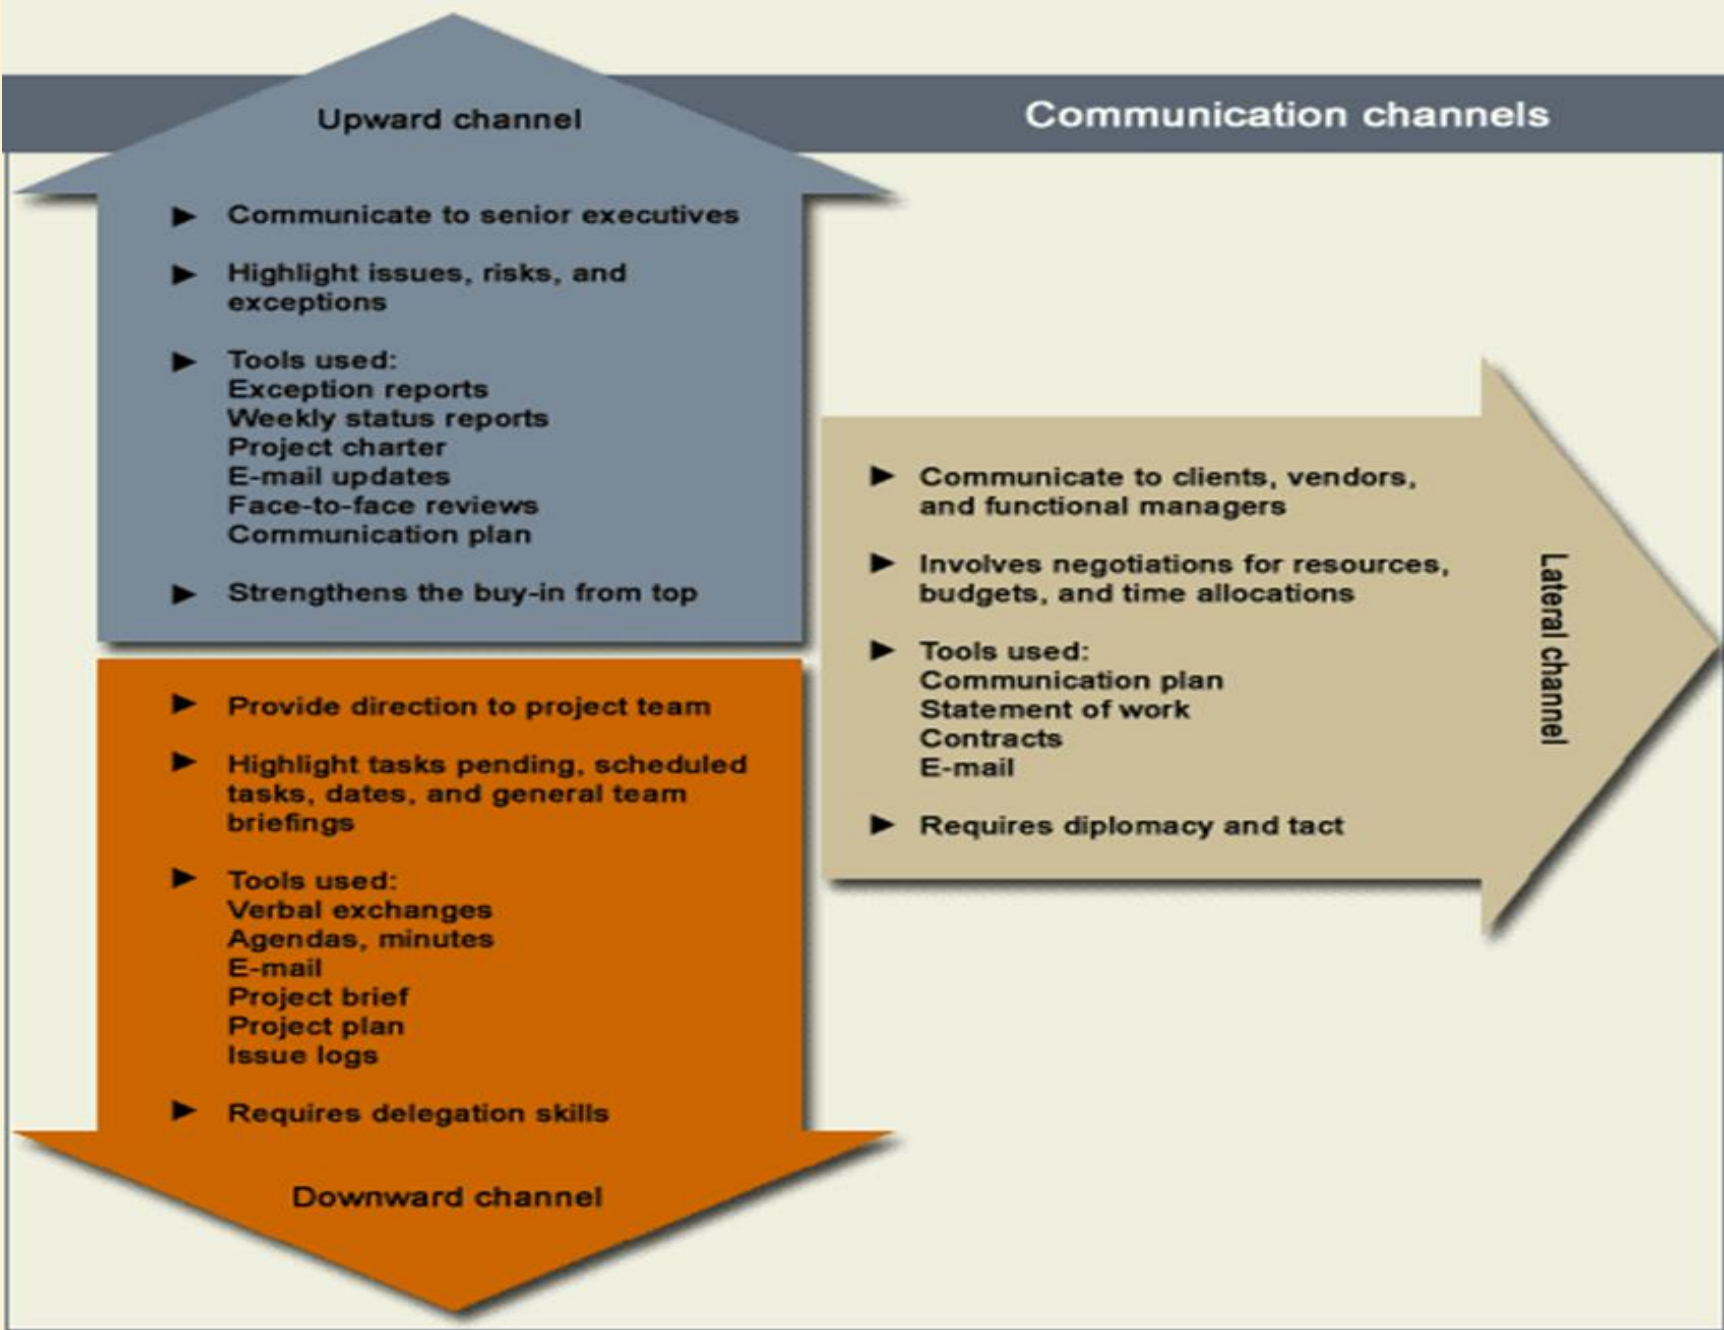 Communication channels
Upward channel
► Communicate to senior executives
► Highlight issues, risks, and
exceptions
► Tools used:
Exception reports
Weekly status reports
Project charter
E-mail updates
Face-to-face reviews
Communication plan
► Strengthens the buy-in from top
► Provide direction to project team
► Highlight tasks pending, scheduled
tasks, dates, and general team
briefings
► Tools used:
Verbal exchanges
Agendas, minutes
E-mail
Project brief
Project plan
Issue logs
► Requires delegation skills
Downward channel
► Communicate to clients, vendors,
and functional managers
► Involves negotiations for resources,
budgets, and time allocations
► Tools used:
Communication plan
Statement of work
Contracts
E-mail
► Requires diplomacy and tact
Lateral channel